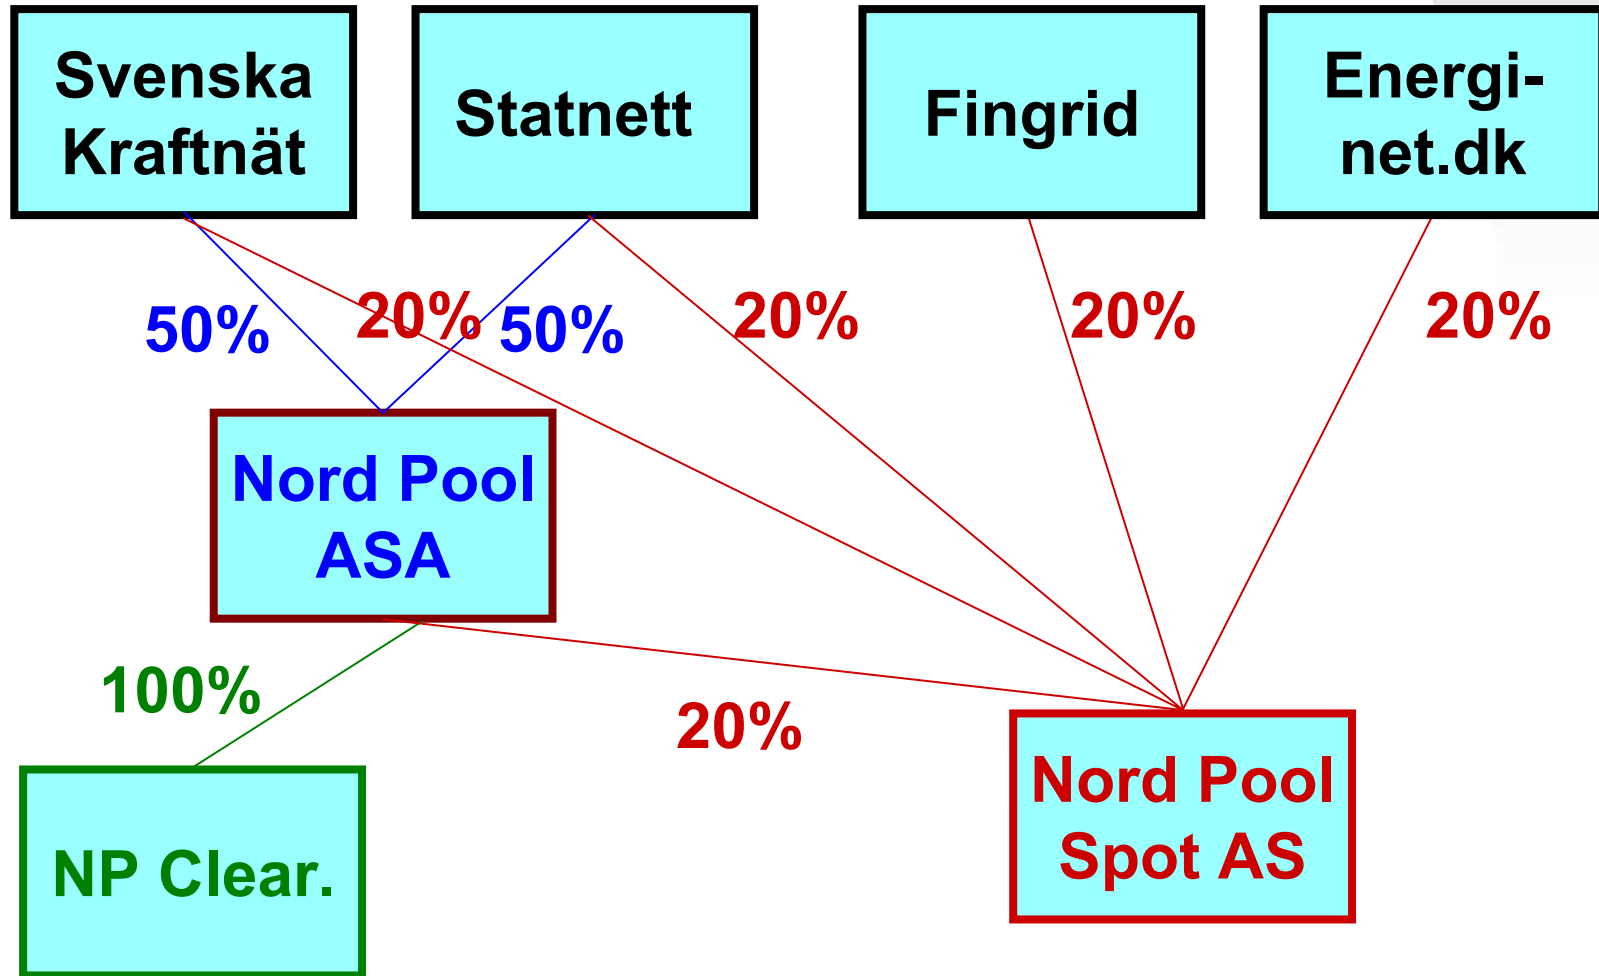 Svenska
Kraftnät
Statnett
Fingrid
Energi-
net.dk
50%
20%
50%
20%
20%
20%
Nord Pool
ASA
100%
20%
NP Clear.
Nord Pool
Spot AS